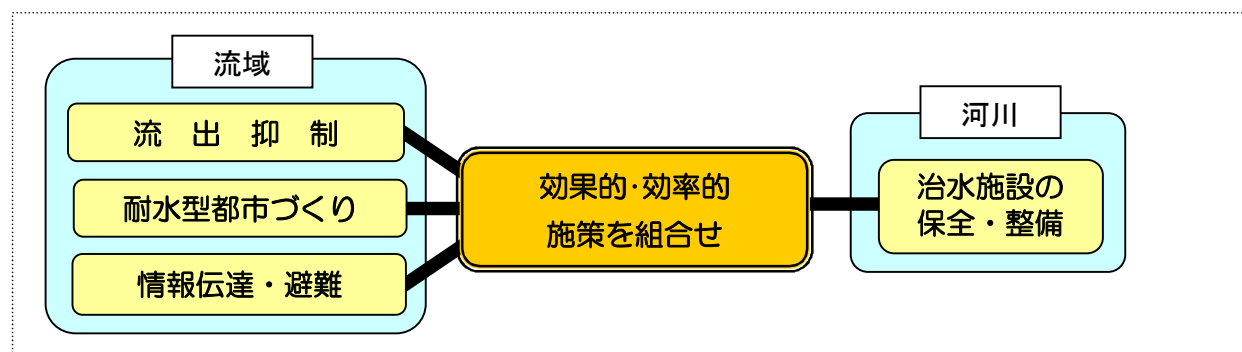 流域
流 出 抑 制
耐水型都市づくり
情報伝達・避難
効果的・効率的
施策を組合せ
河川
治水施設の
保全・整備